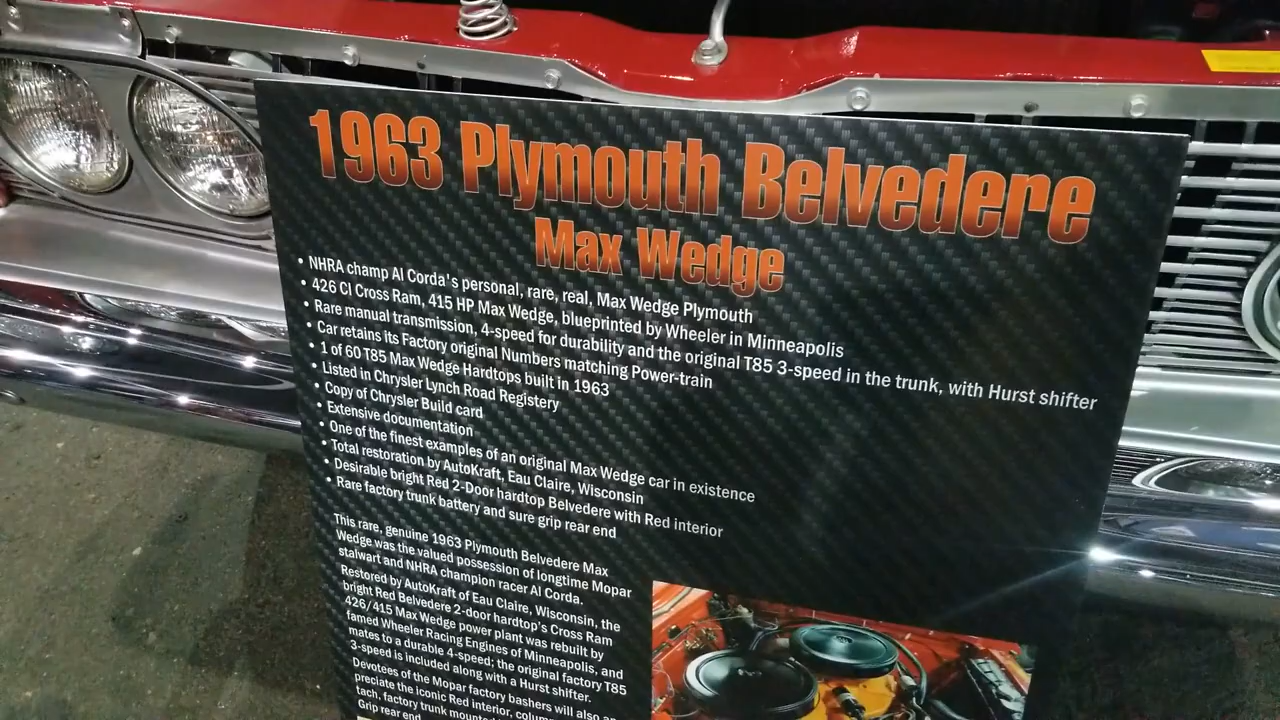 1963 Plymouth Belvedere
Max Wedge
• NHRA champ Al Corda's personal, rare, real, Max Wedge Plymouth
• 426 CI Cross Ram, 415 HP Max Wedge, blueprinted by Wheeler in Minneapolis
• Rare manual transmission, 4-speed for durability and the original T85 3-speed in the trunk, with Hurst shifter
• Car retains its Factory original Numbers matching Power-train
• 1 of 60 T85 Max Wedge Hardtops built in 1963
• Listed in Chrysler Lynch Road Registery
• Copy of Chrysler Build card
• Extensive documentation
• One of the finest examples of an original Max Wedge car in existence
• Total restoration by AutoKraft, Eau Claire, Wisconsin
• Desirable bright Red 2-Door hardtop Belvedere with Red interior
• Rare factory trunk battery and sure grip rear end
This rare, genuine 1963 Plymouth Belvedere Max
Wedge was the valued possession of longtime Mopar
stalwart and NHRA champion racer Al Corda.
Restored by AutoKraft of Eau Claire, Wisconsin, the
bright Red Belvedere 2-door hardtop's Cross Ram
426/415 Max Wedge power plant was rebuilt by
famed Wheeler Racing Engines of Minneapolis, and
mates to a durable 4-speed; the original factory T85
3-speed is included along with a Hurst shifter.
Devotees of the Mopar factory bashers will also
preciate the iconic Red interior,
tach, factory trunk
Grip rear end